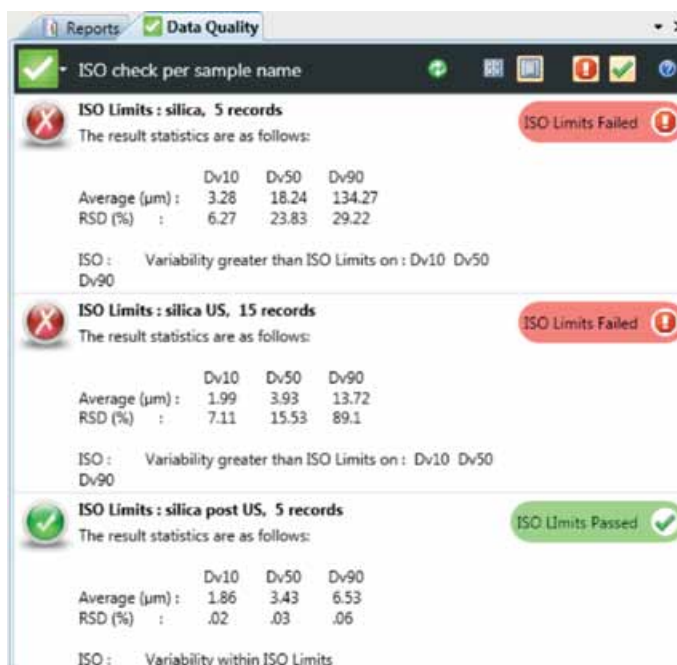 Reports Data Quality
ISO check per sample name
ISO Limits : silica, 5 records
ISO Limits Failed
The result statistics are as follows:
Dv10 Dv50 Dv90
Average (µm) : 3.28 18.24 134.27
RSD (%) : 6.27 23.83 29.22
ISO : Variability greater than ISO Limits on : Dv10 Dv50
Dv90
ISO Limits : silica US, 15 records
ISO Limits Failed
The result statistics are as follows:
Dv10 Dv50 Dv90
Average (µm) : 1.99 3.93 13.72
RSD (%) : 7.11 15.53 89.1
ISO : Variability greater than ISO Limits on : Dv10 Dv50
Dv90
ISO Limits : silica post US, 5 records
ISO LImits Passed
The result statistics are as follows:
Dv10 Dv50 Dv90
Average (µm) : 1.86 3.43 6.53
RSD (%) : .02 .03 .06
ISO : Variability within ISO Limits